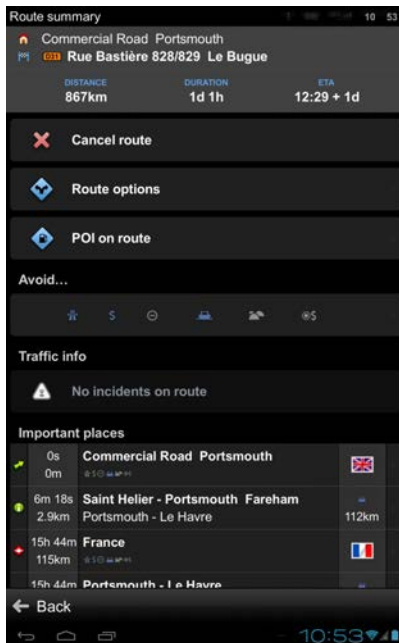 Route summary 10 53
Commercial Road Portsmouth
D31 Rue Bastière 828/829 Le Bugue
DISTANCE DURATION ETA
867km 1d 1h 12:29 + 1d
Cancel route
Route options
POI on route
Avoid...
Traffic info
No incidents on route
Important places
0s Commercial Road Portsmouth
0m
6m 18s Saint Helier - Portsmouth Fareham
2.9km Portsmouth - Le Havre 112km
15h 44m France
115km
15h 44m Portsmouth - Le Havre
Back
10:53